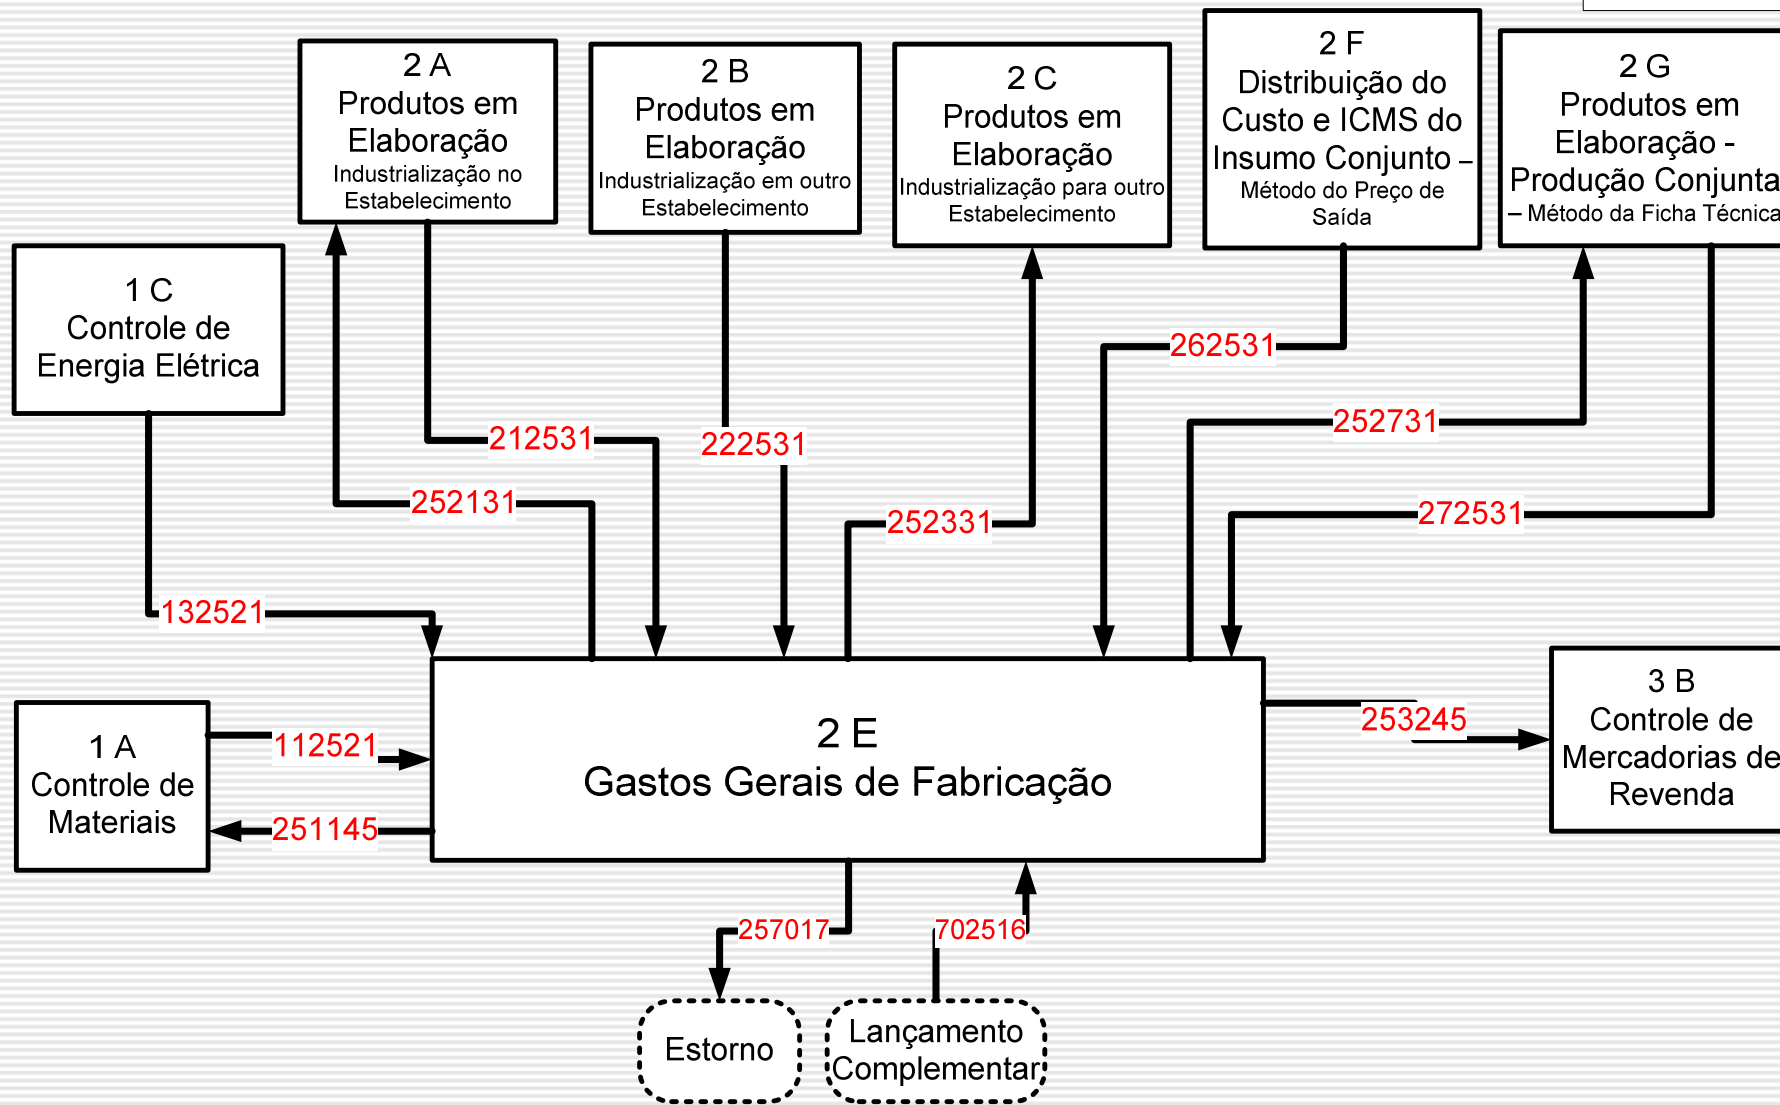 2 A
Produtos em
Elaboração
Industrialização no
Estabelecimento
2 B
Produtos em
Elaboração
Industrialização em outro
Estabelecimento
2 C
Produtos em
Elaboração
Industrialização para outro
Estabelecimento
2 F
Distribuição do
Custo e ICMS do
Insumo Conjunto –
Método do Preço de
Saída
2 G
Produtos em
Elaboração -
Produção Conjunta
– Método da Ficha Técnica
1 C
Controle de
Energia Elétrica
262531
252731
212531
222531
252131
252331
272531
132521
1 A
Controle de
Materiais
112521
251145
2 E
Gastos Gerais de Fabricação
253245
3 B
Controle de
Mercadorias de
Revenda
257017
702516
Estorno
Lançamento
Complementar